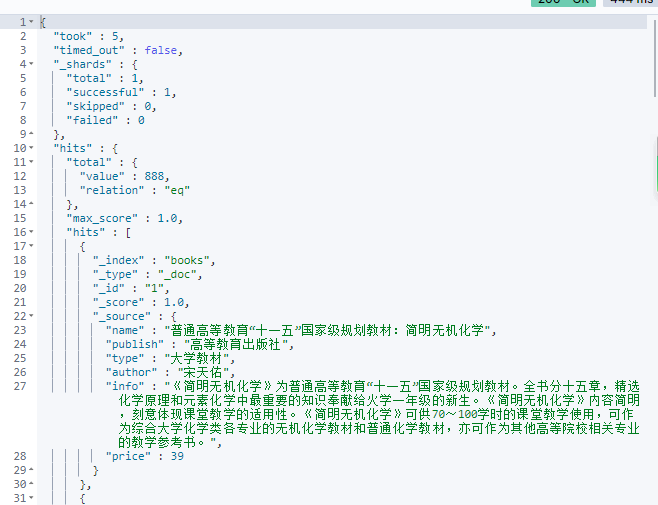 200 - OK 444 ms
1 {
2 "took" : 5,
3 "timed_out" : false,
4 "_shards" : {
5 "total" : 1,
6 "successful" : 1,
7 "skipped" : 0,
8 "failed" : 0
9 },
10 "hits" : {
11 "total" : {
12 "value" : 888,
13 "relation" : "eq"
14 },
15 "max_score" : 1.0,
16 "hits" : [
17 {
18 "_index" : "books",
19 "_type" : "_doc",
20 "_id" : "1",
21 "_score" : 1.0,
22 "_source" : {
23 "name" : "普通高等教育“十一五”国家级规划教材: 简明无机化学",
24 "publish" : "高等教育出版社",
25 "type" : "大学教材",
26 "author" : "宋天佑",
27 "info" : "《简明无机化学》为普通高等教育“十一五”国家级规划教材。全书分十五章，精选
化学原理和元素化学中最重要的知识奉献给火学一年级的新生。《简明无机化学》内容简明
，刻意体现课堂教学的适用性。《简明无机化学》可供70～100学时的课堂教学使用，可作
为综合大学化学类各专业的无机化学教材和普通化学教材，亦可作为其他高等院校相关专业
的教学参考书。",
28 "price" : 39
29 }
30 },
31 {